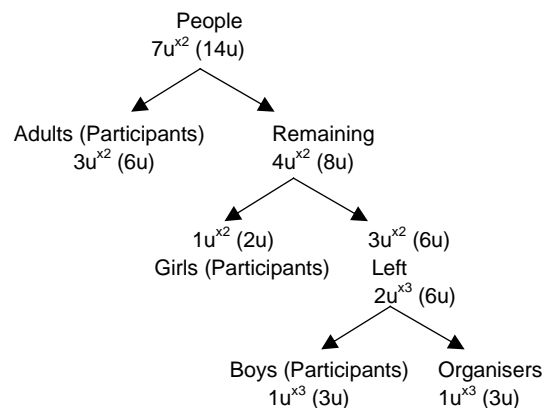 People
7u^x2 (14u)
Adults (Participants) Remaining
3u^x2 (6u) 4u^x2 (8u)
1u^x2 (2u) 3u^x2 (6u)
Girls (Participants) Left
2u^x3 (6u)
Boys (Participants) Organisers
1u^x3 (3u) 1u^x3 (3u)